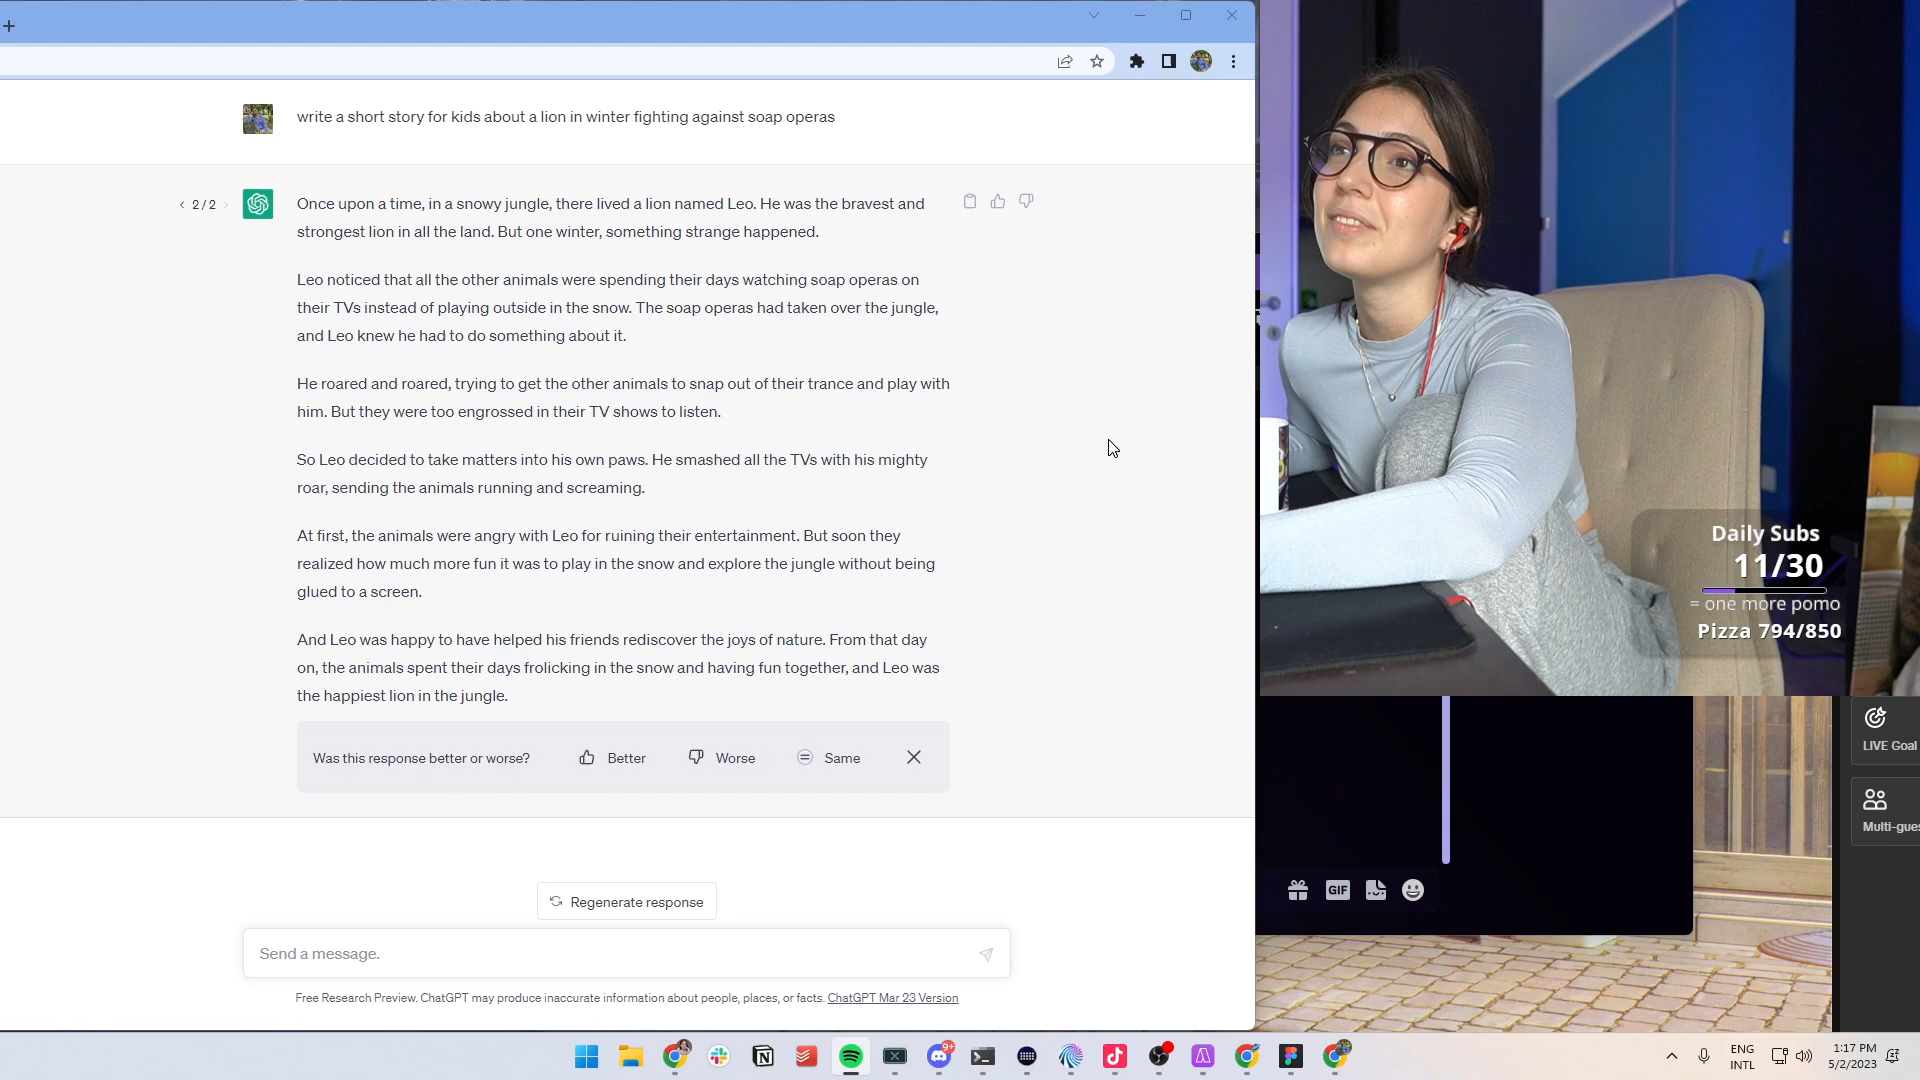 write a short story for kids about a lion in winter fighting against soap operas
2/2
Once upon a time, in a snowy jungle, there lived a lion named Leo. He was the bravest and
strongest lion in all the land. But one winter, something strange happened.
Leo noticed that all the other animals were spending their days watching soap operas on
their TVs instead of playing outside in the snow. The soap operas had taken over the jungle,
and Leo knew he had to do something about it.
He roared and roared, trying to get the other animals to snap out of their trance and play with
him. But they were too engrossed in their TV shows to listen.
So Leo decided to take matters into his own paws. He smashed all the TVs with his mighty
roar, sending the animals running and screaming.
At first, the animals were angry with Leo for ruining their entertainment. But soon they
realized how much more fun it was to play in the snow and explore the jungle without being
glued to a screen.
And Leo was happy to have helped his friends rediscover the joys of nature. From that day
on, the animals spent their days frolicking in the snow and having fun together, and Leo was
the happiest lion in the jungle.
Was this response better or worse? Better Worse Same
Regenerate response
Send a message.
Free Research Preview. ChatGPT may produce inaccurate information about people, places, or facts. ChatGPT Mar 23 Version
Daily Subs
11/30
= one more pomo
Pizza 794/850
LIVE Goal
Multi-gues
GIF
9+
ENG
INTL
1:17 PM
5/2/2023